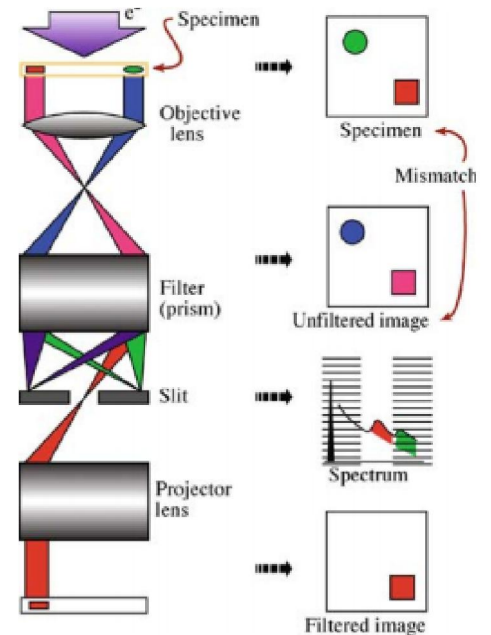 e⁻
Specimen
Objective
lens
Specimen
Mismatch
Filter
(prism)
Unfiltered image
Slit
Spectrum
Projector
lens
Filtered image